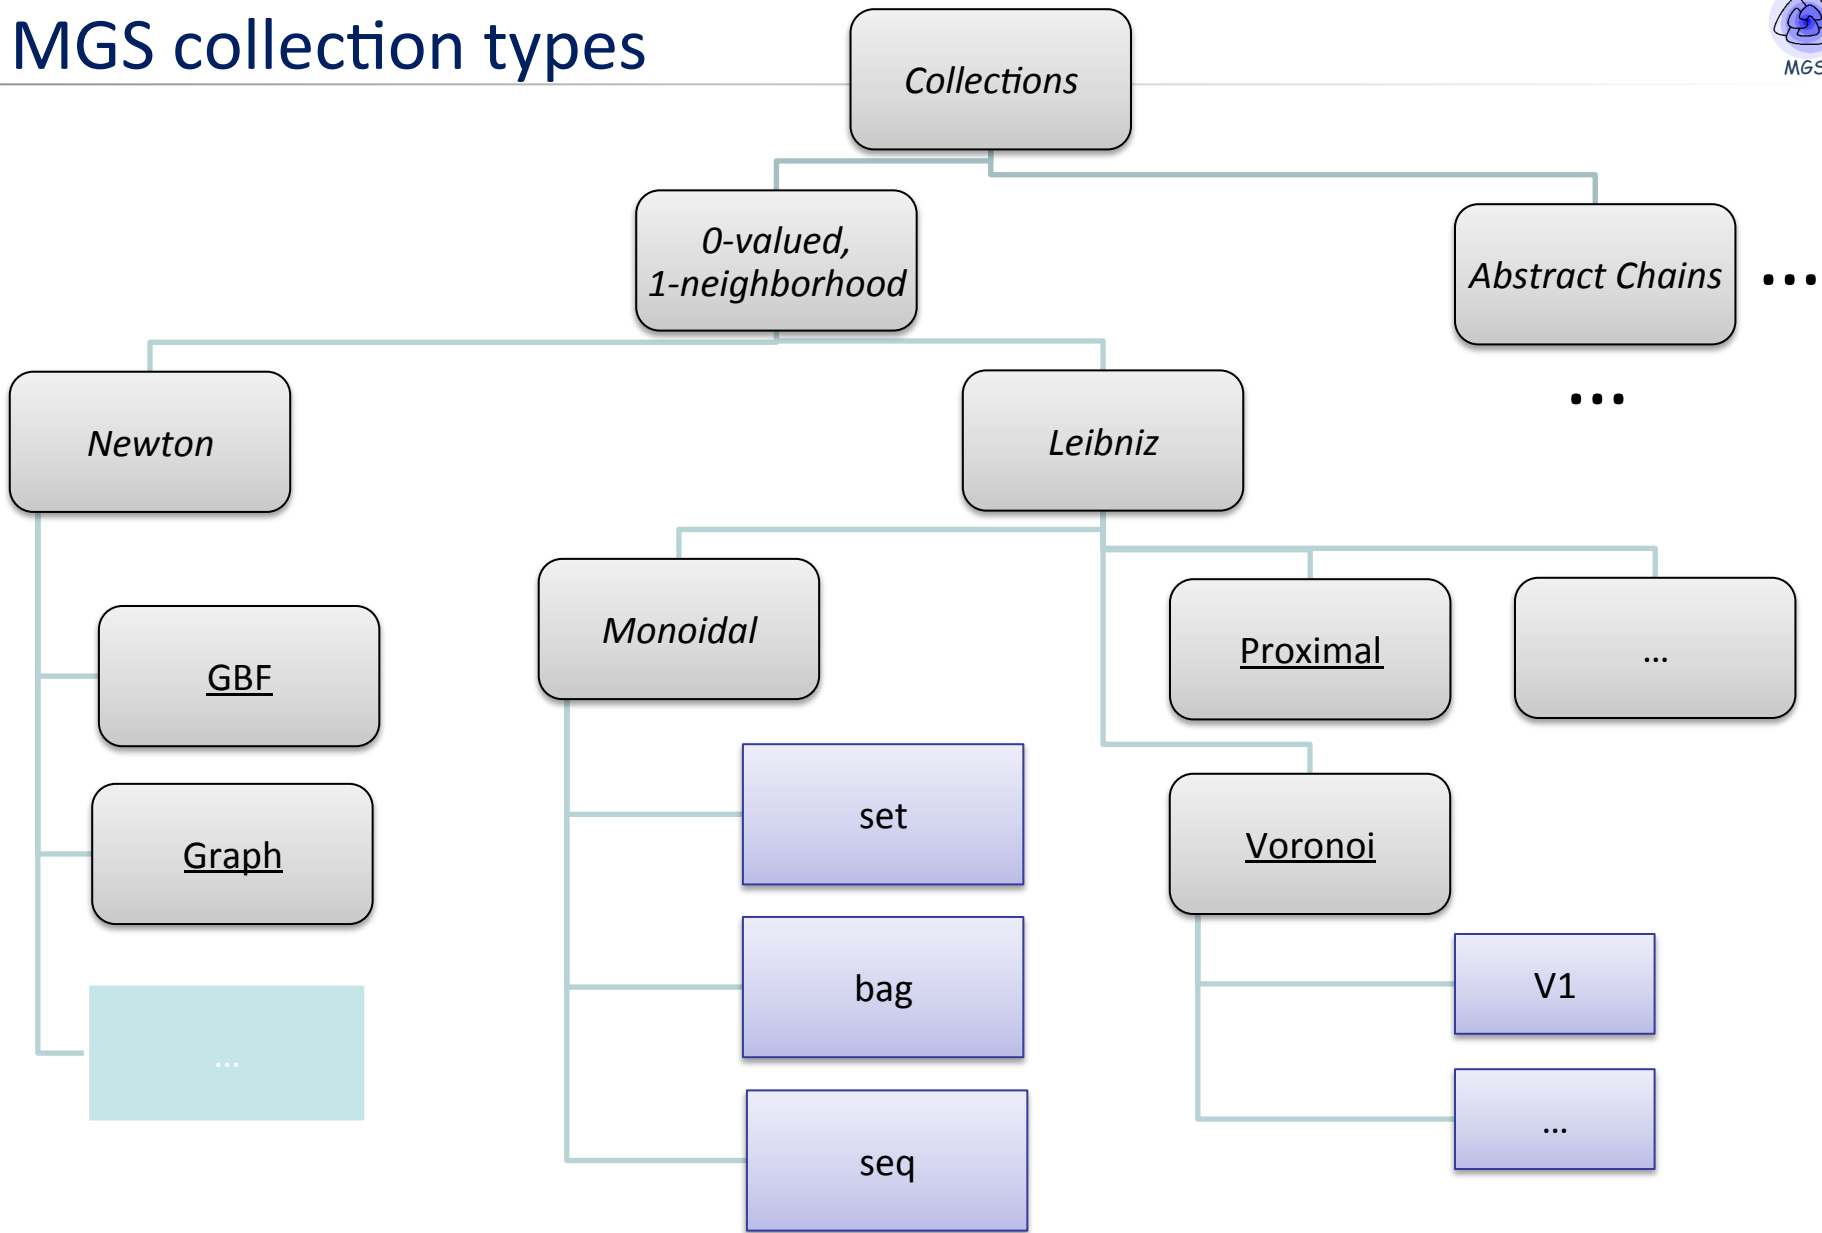 MGS collection types
MGS
Collections
0-valued,
1-neighborhood
Abstract Chains
...
...
Newton
Leibniz
Monoidal
Proximal
...
GBF
Graph
...
set
bag
seq
Voronoi
V1
...